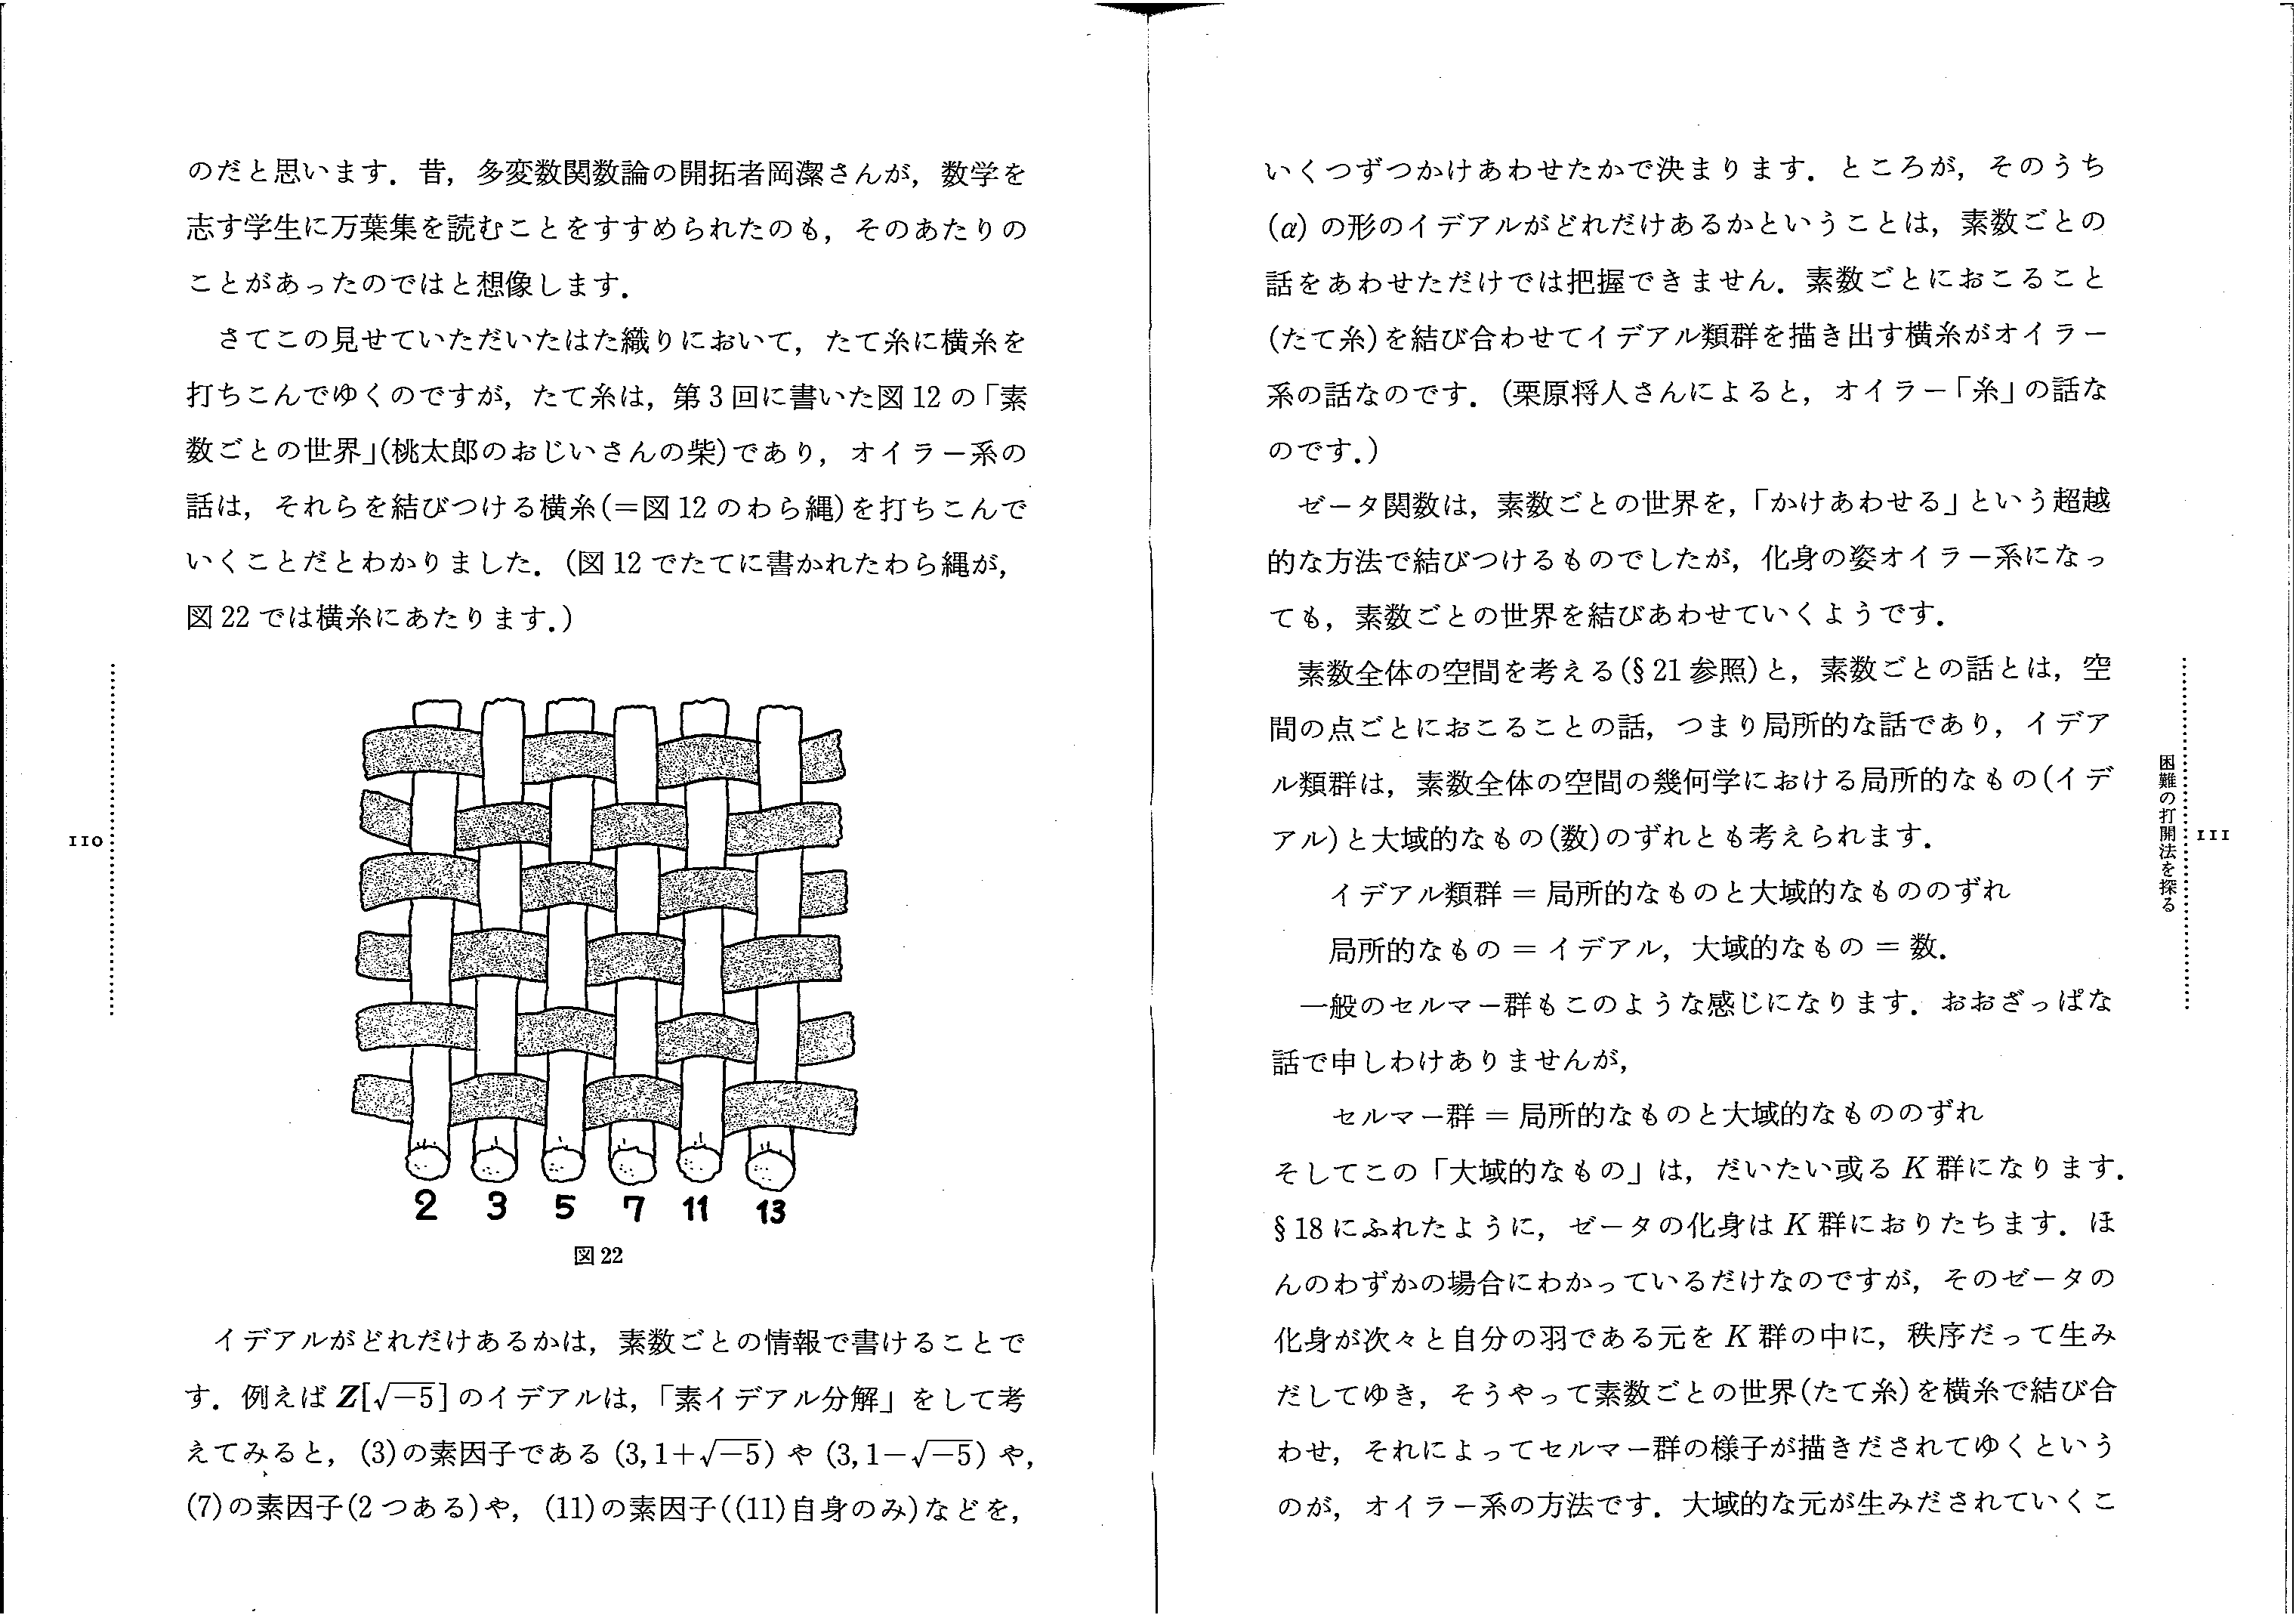 のだと思います．昔，多変数関数論の開拓者岡潔さんが，数学を
志す学生に万葉集を読むことをすすめられたのも，そのあたりの
ことがあったのではと想像します．
さてこの見せていただいたはた織りにおいて，たて糸に横糸を
打ちこんでゆくのですが，たて糸は，第3回に書いた図12の「素
数ごとの世界」(桃太郎のおじいさんの柴)であり，オイラー系の
話は，それらを結びつける横糸(＝図12のわら縄)を打ちこんで
いくことだとわかりました．(図12でたてに書かれたわら縄が，
図22では横糸にあたります．)
110
2 3 5 7 11 13
図22
イデアルがどれだけあるかは，素数ごとの情報で書けることで
す．例えば Z[√−5] のイデアルは，「素イデアル分解」をして考
えてみると，(3)の素因子である (3, 1+√−5) や (3, 1−√−5) や，
(7)の素因子(2つある)や，(11)の素因子((11)自身のみ)などを，
いくつずつかけあわせたかで決まります．ところが，そのうち
(α) の形のイデアルがどれだけあるかということは，素数ごとの
話をあわせただけでは把握できません．素数ごとにおこること
(たて糸)を結び合わせてイデアル類群を描き出す横糸がオイラー
系の話なのです．(栗原将人さんによると，オイラー「糸」の話な
のです．)
ゼータ関数は，素数ごとの世界を，「かけあわせる」という超越
的な方法で結びつけるものでしたが，化身の姿オイラー系になっ
ても，素数ごとの世界を結びあわせていくようです．
素数全体の空間を考える(§21参照)と，素数ごとの話とは，空
間の点ごとにおこることの話，つまり局所的な話であり，イデア
ル類群は，素数全体の空間の幾何学における局所的なもの(イデ
アル)と大域的なもの(数)のずれとも考えられます．
イデアル類群 ＝ 局所的なものと大域的なもののずれ
局所的なもの ＝ イデアル，大域的なもの ＝ 数．
一般のセルマー群もこのような感じになります．おおざっぱな
話で申しわけありませんが，
セルマー群 ＝ 局所的なものと大域的なもののずれ
そしてこの「大域的なもの」は，だいたい或る K 群になります．
§18にふれたように，ゼータの化身は K 群におりたちます．ほ
んのわずかの場合にわかっているだけなのですが，そのゼータの
化身が次々と自分の羽である元を K 群の中に，秩序だって生み
だしてゆき，そうやって素数ごとの世界(たて糸)を横糸で結び合
わせ，それによってセルマー群の様子が描きだされてゆくという
のが，オイラー系の方法です．大域的な元が生みだされていくこ
困難の打開法を探る
111